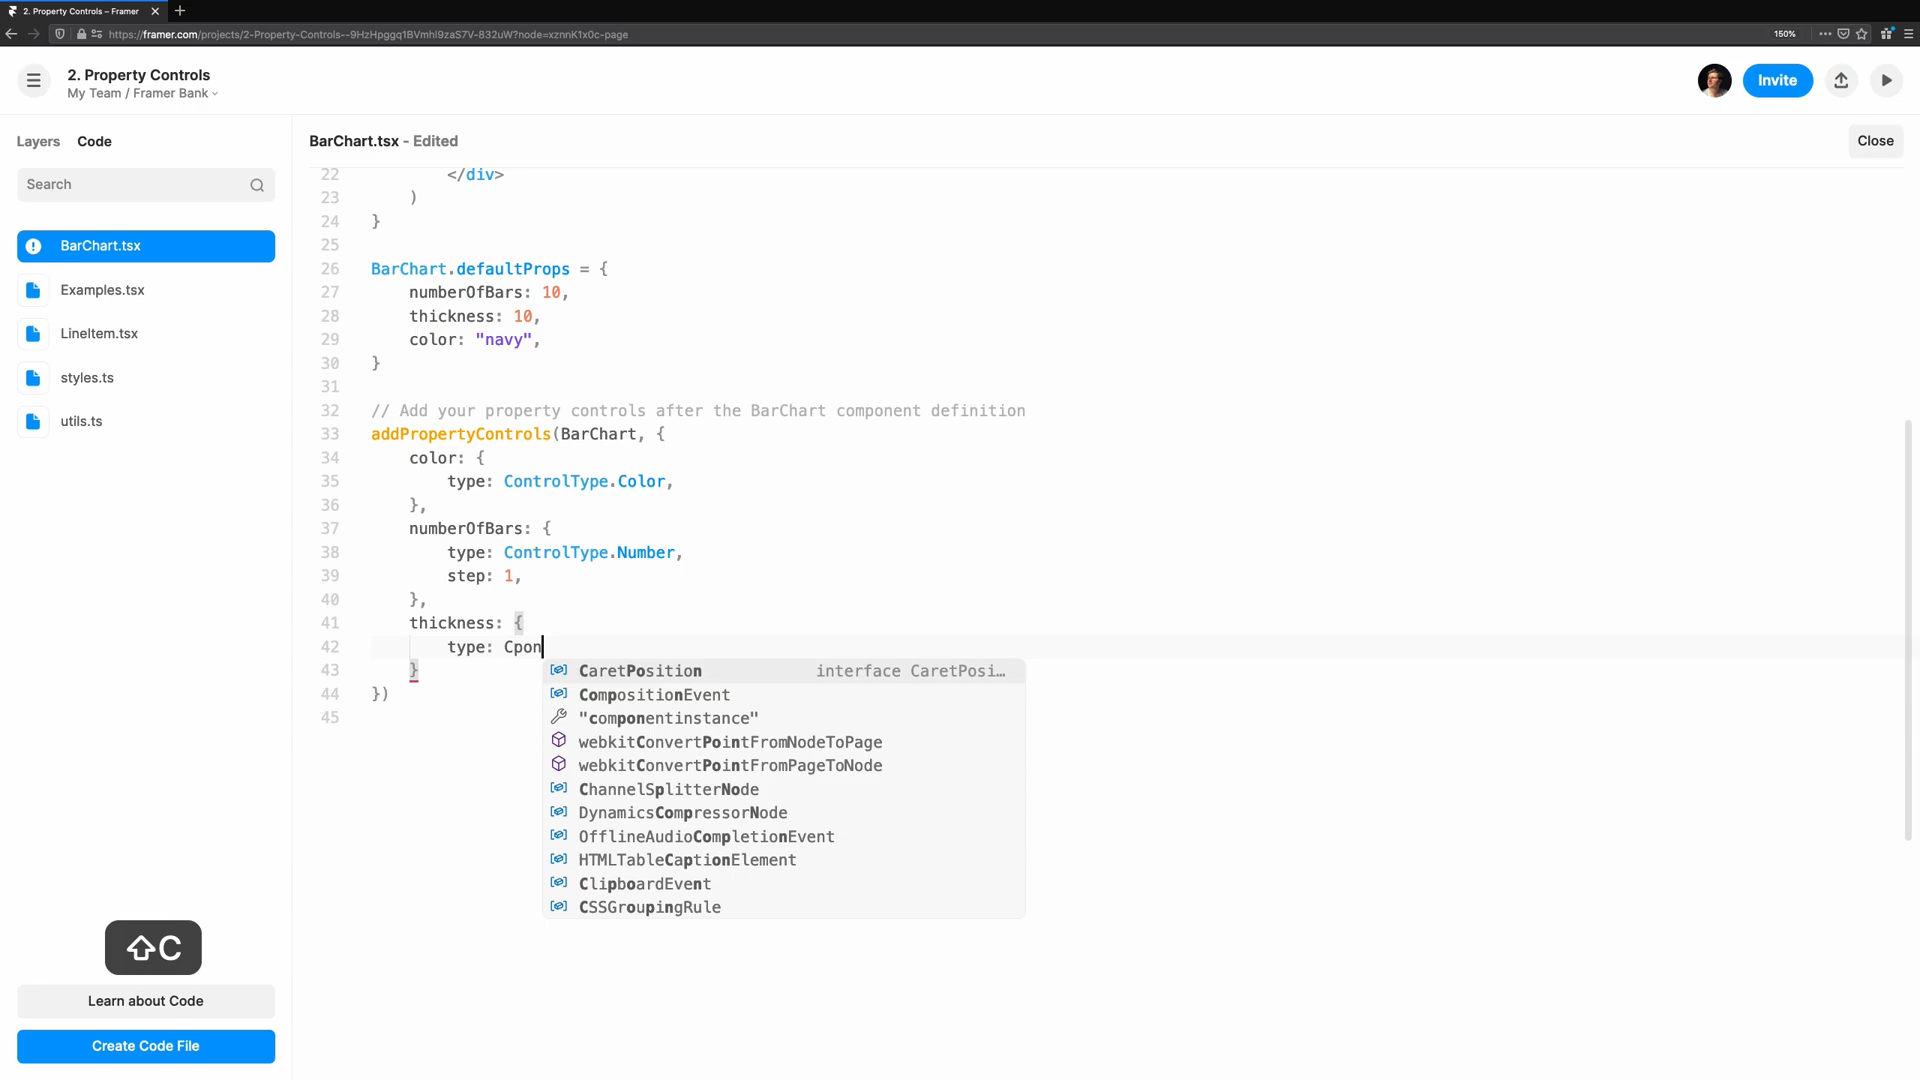 2. Property Controls – Framer
https://framer.com/projects/2-Property-Controls--9HzHpggq1BVmhI9zaS7V-832uW?node=xznnK1x0c-page
150%
2. Property Controls
My Team / Framer Bank
Invite
Layers Code
Search
BarChart.tsx
Examples.tsx
LineItem.tsx
styles.ts
utils.ts
⇧C
Learn about Code
Create Code File
BarChart.tsx - Edited
Close
22 </div>
23 )
24 }
25
26 BarChart.defaultProps = {
27 numberOfBars: 10,
28 thickness: 10,
29 color: "navy",
30 }
31
32 // Add your property controls after the BarChart component definition
33 addPropertyControls(BarChart, {
34 color: {
35 type: ControlType.Color,
36 },
37 numberOfBars: {
38 type: ControlType.Number,
39 step: 1,
40 },
41 thickness: {
42 type: Cpon
43 }
44 })
45
CaretPosition interface CaretPosi…
CompositionEvent
"componentinstance"
webkitConvertPointFromNodeToPage
webkitConvertPointFromPageToNode
ChannelSplitterNode
DynamicsCompressorNode
OfflineAudioCompletionEvent
HTMLTableCaptionElement
ClipboardEvent
CSSGroupingRule